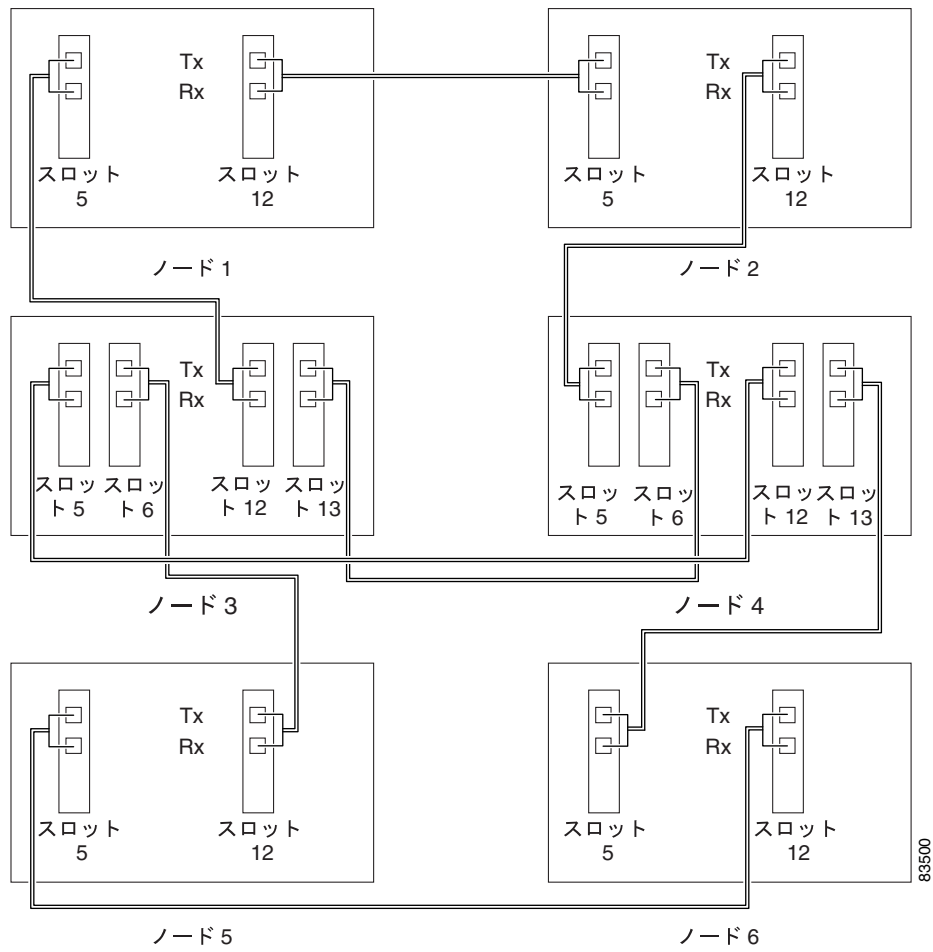 Tx
Rx
スロット
5
スロット
12
Tx
Rx
スロット
5
スロット
12
ノード 1
ノード 2
Tx
Rx
スロッ
ト 5
スロッ
ト 6
スロッ
ト 12
スロッ
ト 13
Tx
Rx
スロッ
ト 5
スロッ
ト 6
スロッ
ト 12
スロッ
ト 13
ノード 3
ノード 4
Tx
Rx
スロット
5
スロット
12
Tx
Rx
スロット
5
スロット
12
83500
ノード 5
ノード 6